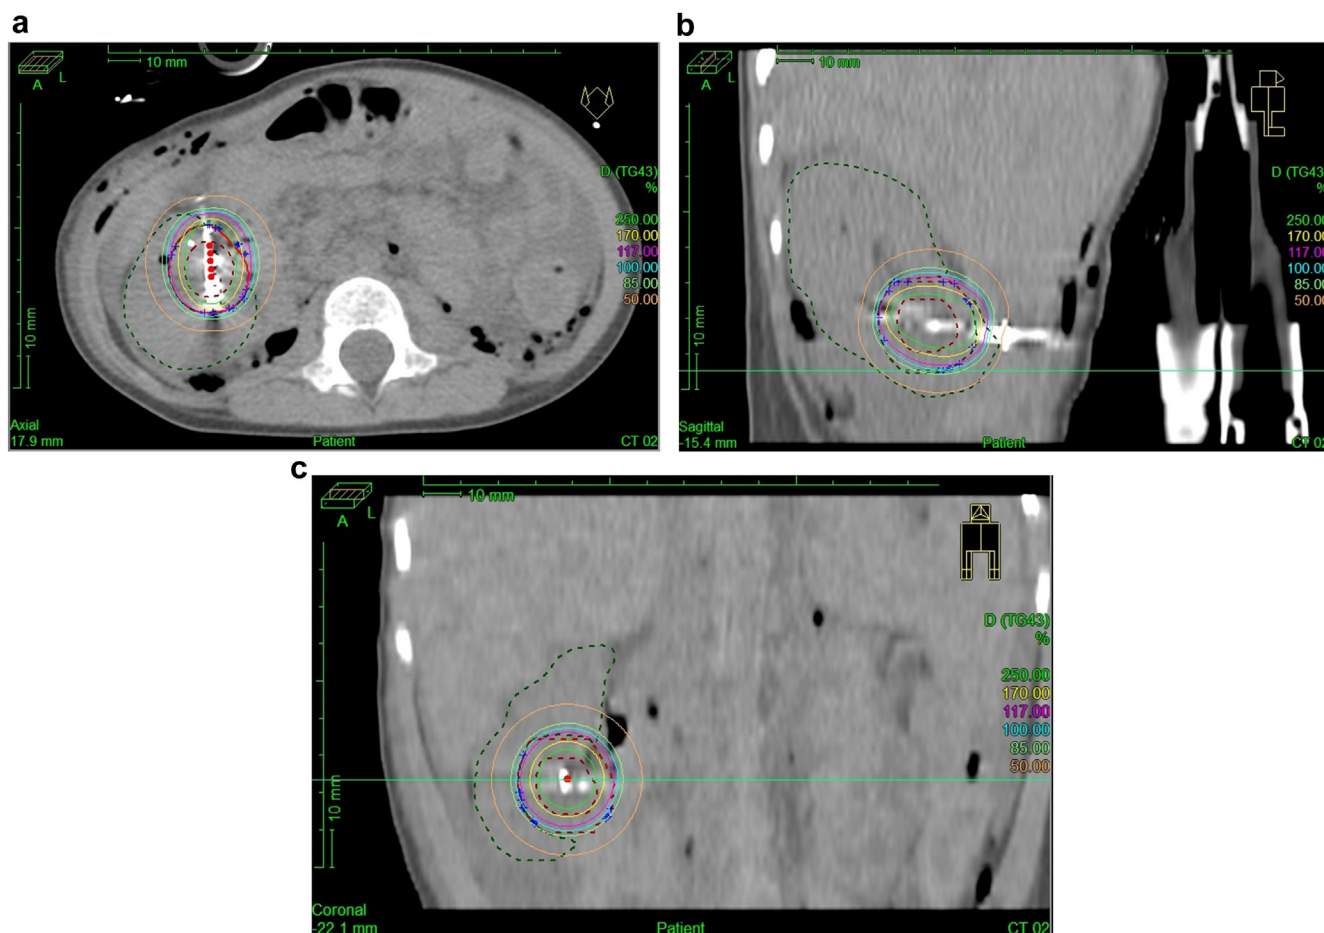 a
A
L
10 mm
D (TG43)
%
250.00
170.00
117.00
100.00
85.00
50.00
10 mm
Axial
17.9 mm
Patient
CT 02
b
A
L
10 mm
D (TG43)
%
250.00
170.00
117.00
100.00
85.00
50.00
10 mm
Sagittal
-15.4 mm
Patient
CT 02
c
A
L
10 mm
D (TG43)
%
250.00
170.00
117.00
100.00
85.00
50.00
10 mm
Coronal
-22.1 mm
Patient
CT 02